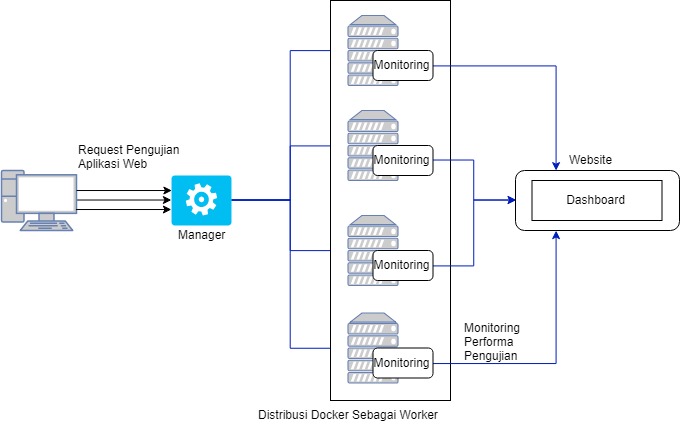 Monitoring
Request Pengujian
Aplikasi Web
Monitoring
Website
Dashboard
Manager
Monitoring
Monitoring
Performa
Pengujian
Monitoring
Distribusi Docker Sebagai Worker